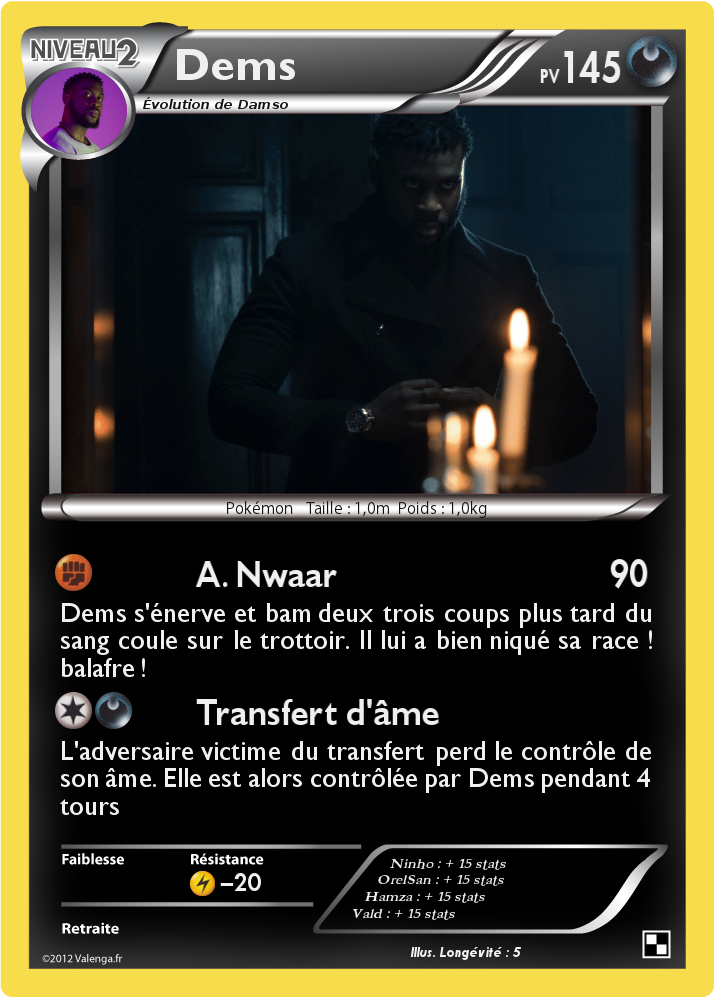 NIVEAU2
Dems
PV145
Évolution de Damso
Pokémon Taille : 1,0m Poids : 1,0kg
A. Nwaar 90
Dems s'énerve et bam deux trois coups plus tard du
sang coule sur le trottoir. Il lui a bien niqué sa race !
balafre !
Transfert d'âme
L'adversaire victime du transfert perd le contrôle de
son âme. Elle est alors contrôlée par Dems pendant 4
tours
Faiblesse
Résistance
–20
Retraite
Ninho : + 15 stats
OrelSan : + 15 stats
Hamza : + 15 stats
Vald : + 15 stats
Illus. Longévité : 5
©2012 Valenga.fr